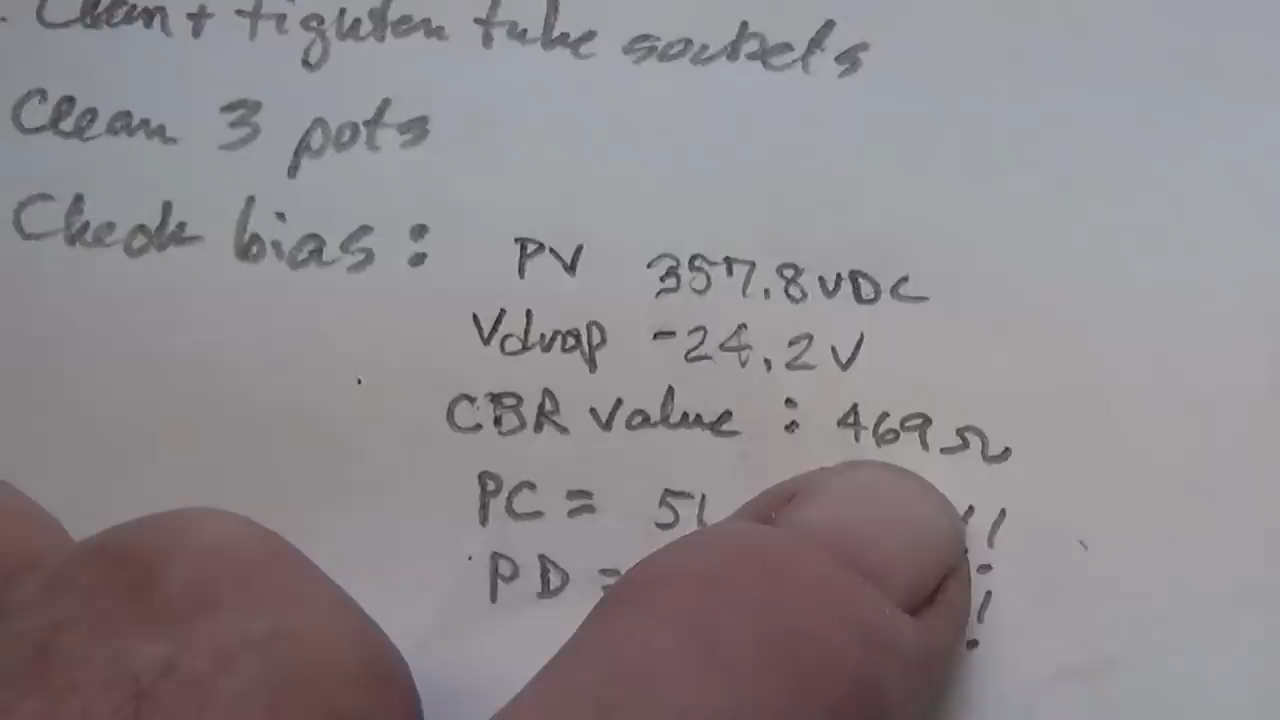 Clean + tighten tube sockets
Clean 3 pots
Check bias:
PV 357.8VDC
Vdrop -24.2V
CBR Value: 469Ω
PC = 51 !!
PD = !